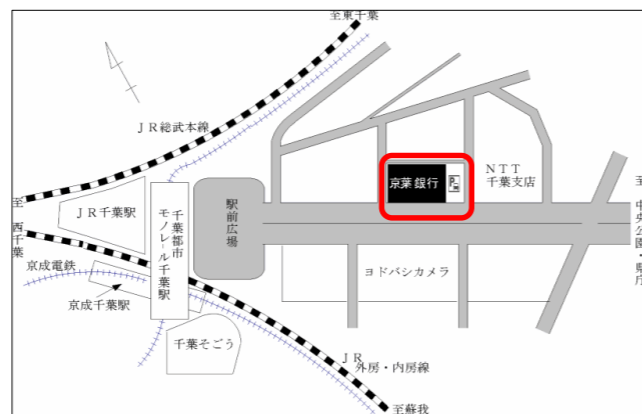 至東千葉
JR総武本線
至
西千葉
JR千葉駅
千葉都市
モノレール千葉駅
駅前広場
京葉銀行
P
NTT
千葉支店
至
中央公園・県庁
京成電鉄
京成千葉駅
千葉そごう
ヨドバシカメラ
JR
外房・内房線
至蘇我